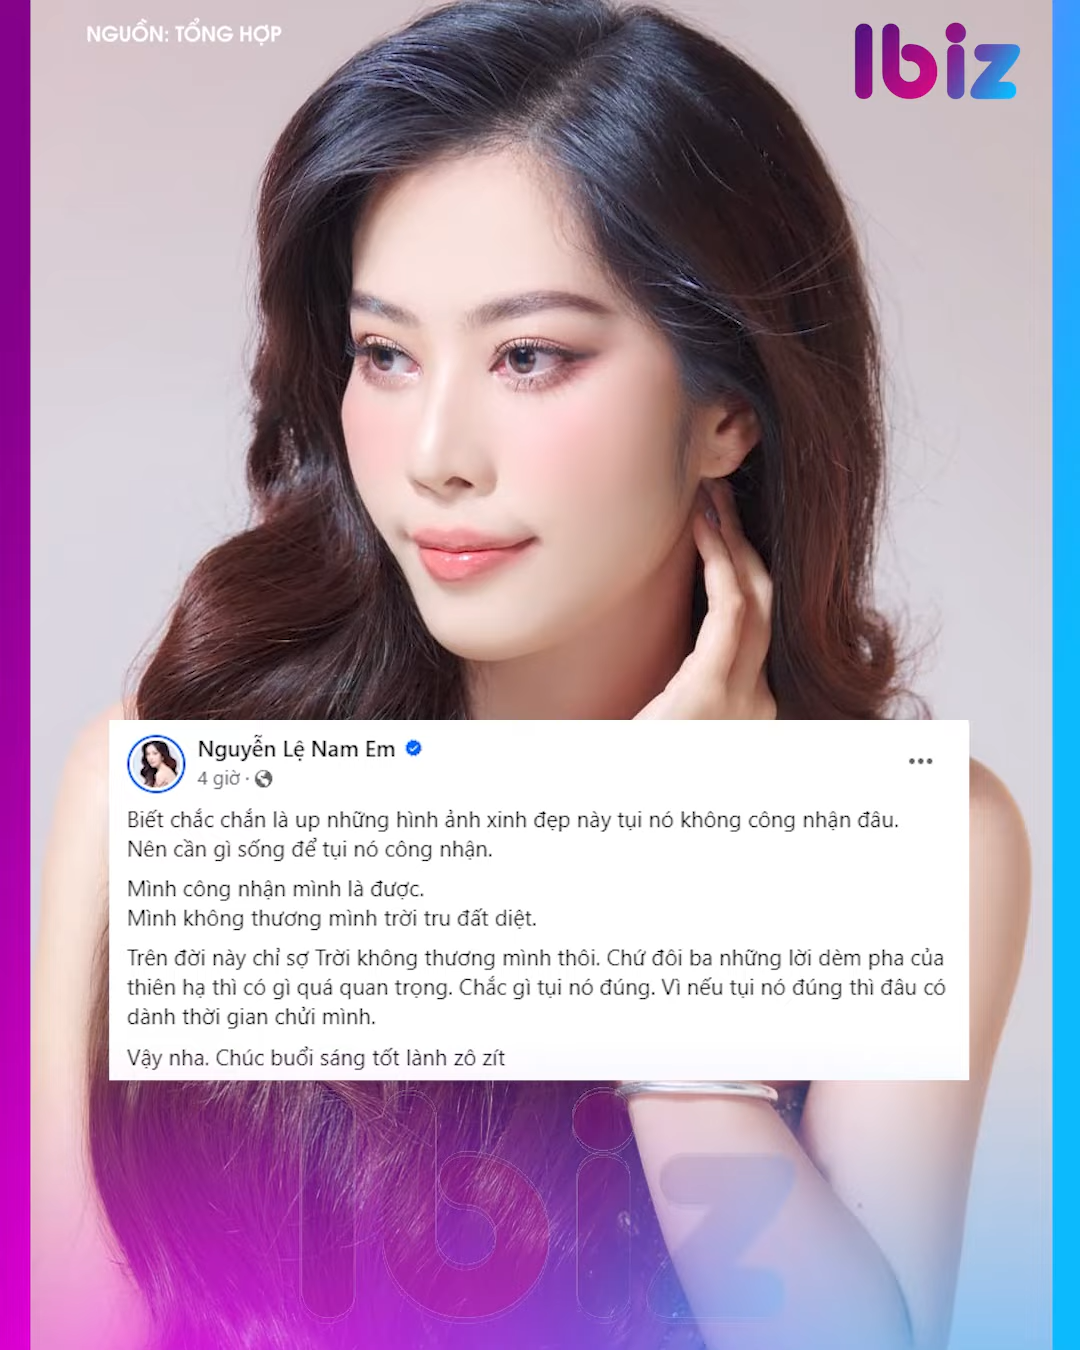 NGUỒN: TỔNG HỢP
Ibiz
Nguyễn Lệ Nam Em
4 giờ ·
Biết chắc chắn là up những hình ảnh xinh đẹp này tụi nó không công nhận đâu.
Nên cần gì sống để tụi nó công nhận.
Mình công nhận mình là được.
Mình không thương mình trời tru đất diệt.
Trên đời này chỉ sợ Trời không thương mình thôi. Chứ đôi ba những lời dèm pha của
thiên hạ thì có gì quá quan trọng. Chắc gì tụi nó đúng. Vì nếu tụi nó đúng thì đâu có
dành thời gian chửi mình.
Vậy nha. Chúc buổi sáng tốt lành zô zít
Ibiz